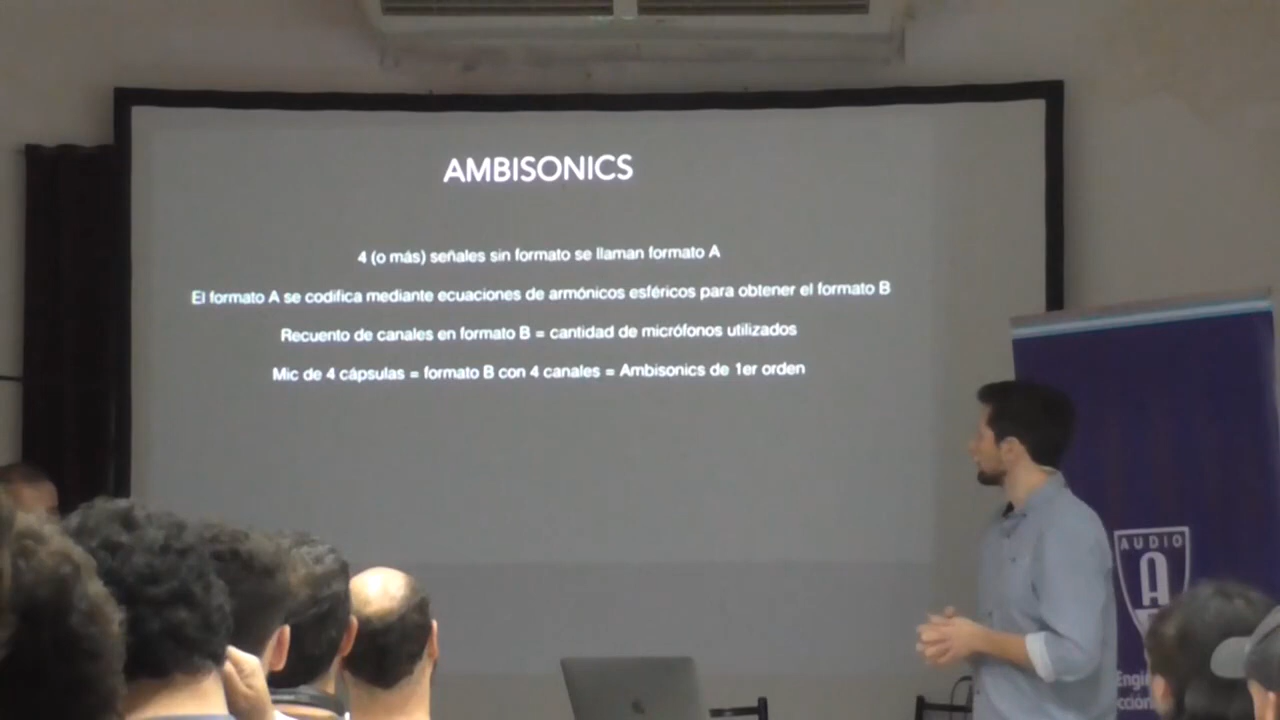 AMBISONICS
4 (o más) señales sin formato se llaman formato A
El formato A se codifica mediante ecuaciones de armónicos esféricos para obtener el formato B
Recuento de canales en formato B = cantidad de micrófonos utilizados
Mic de 4 cápsulas = formato B con 4 canales = Ambisonics de 1er orden
AUDIO
A